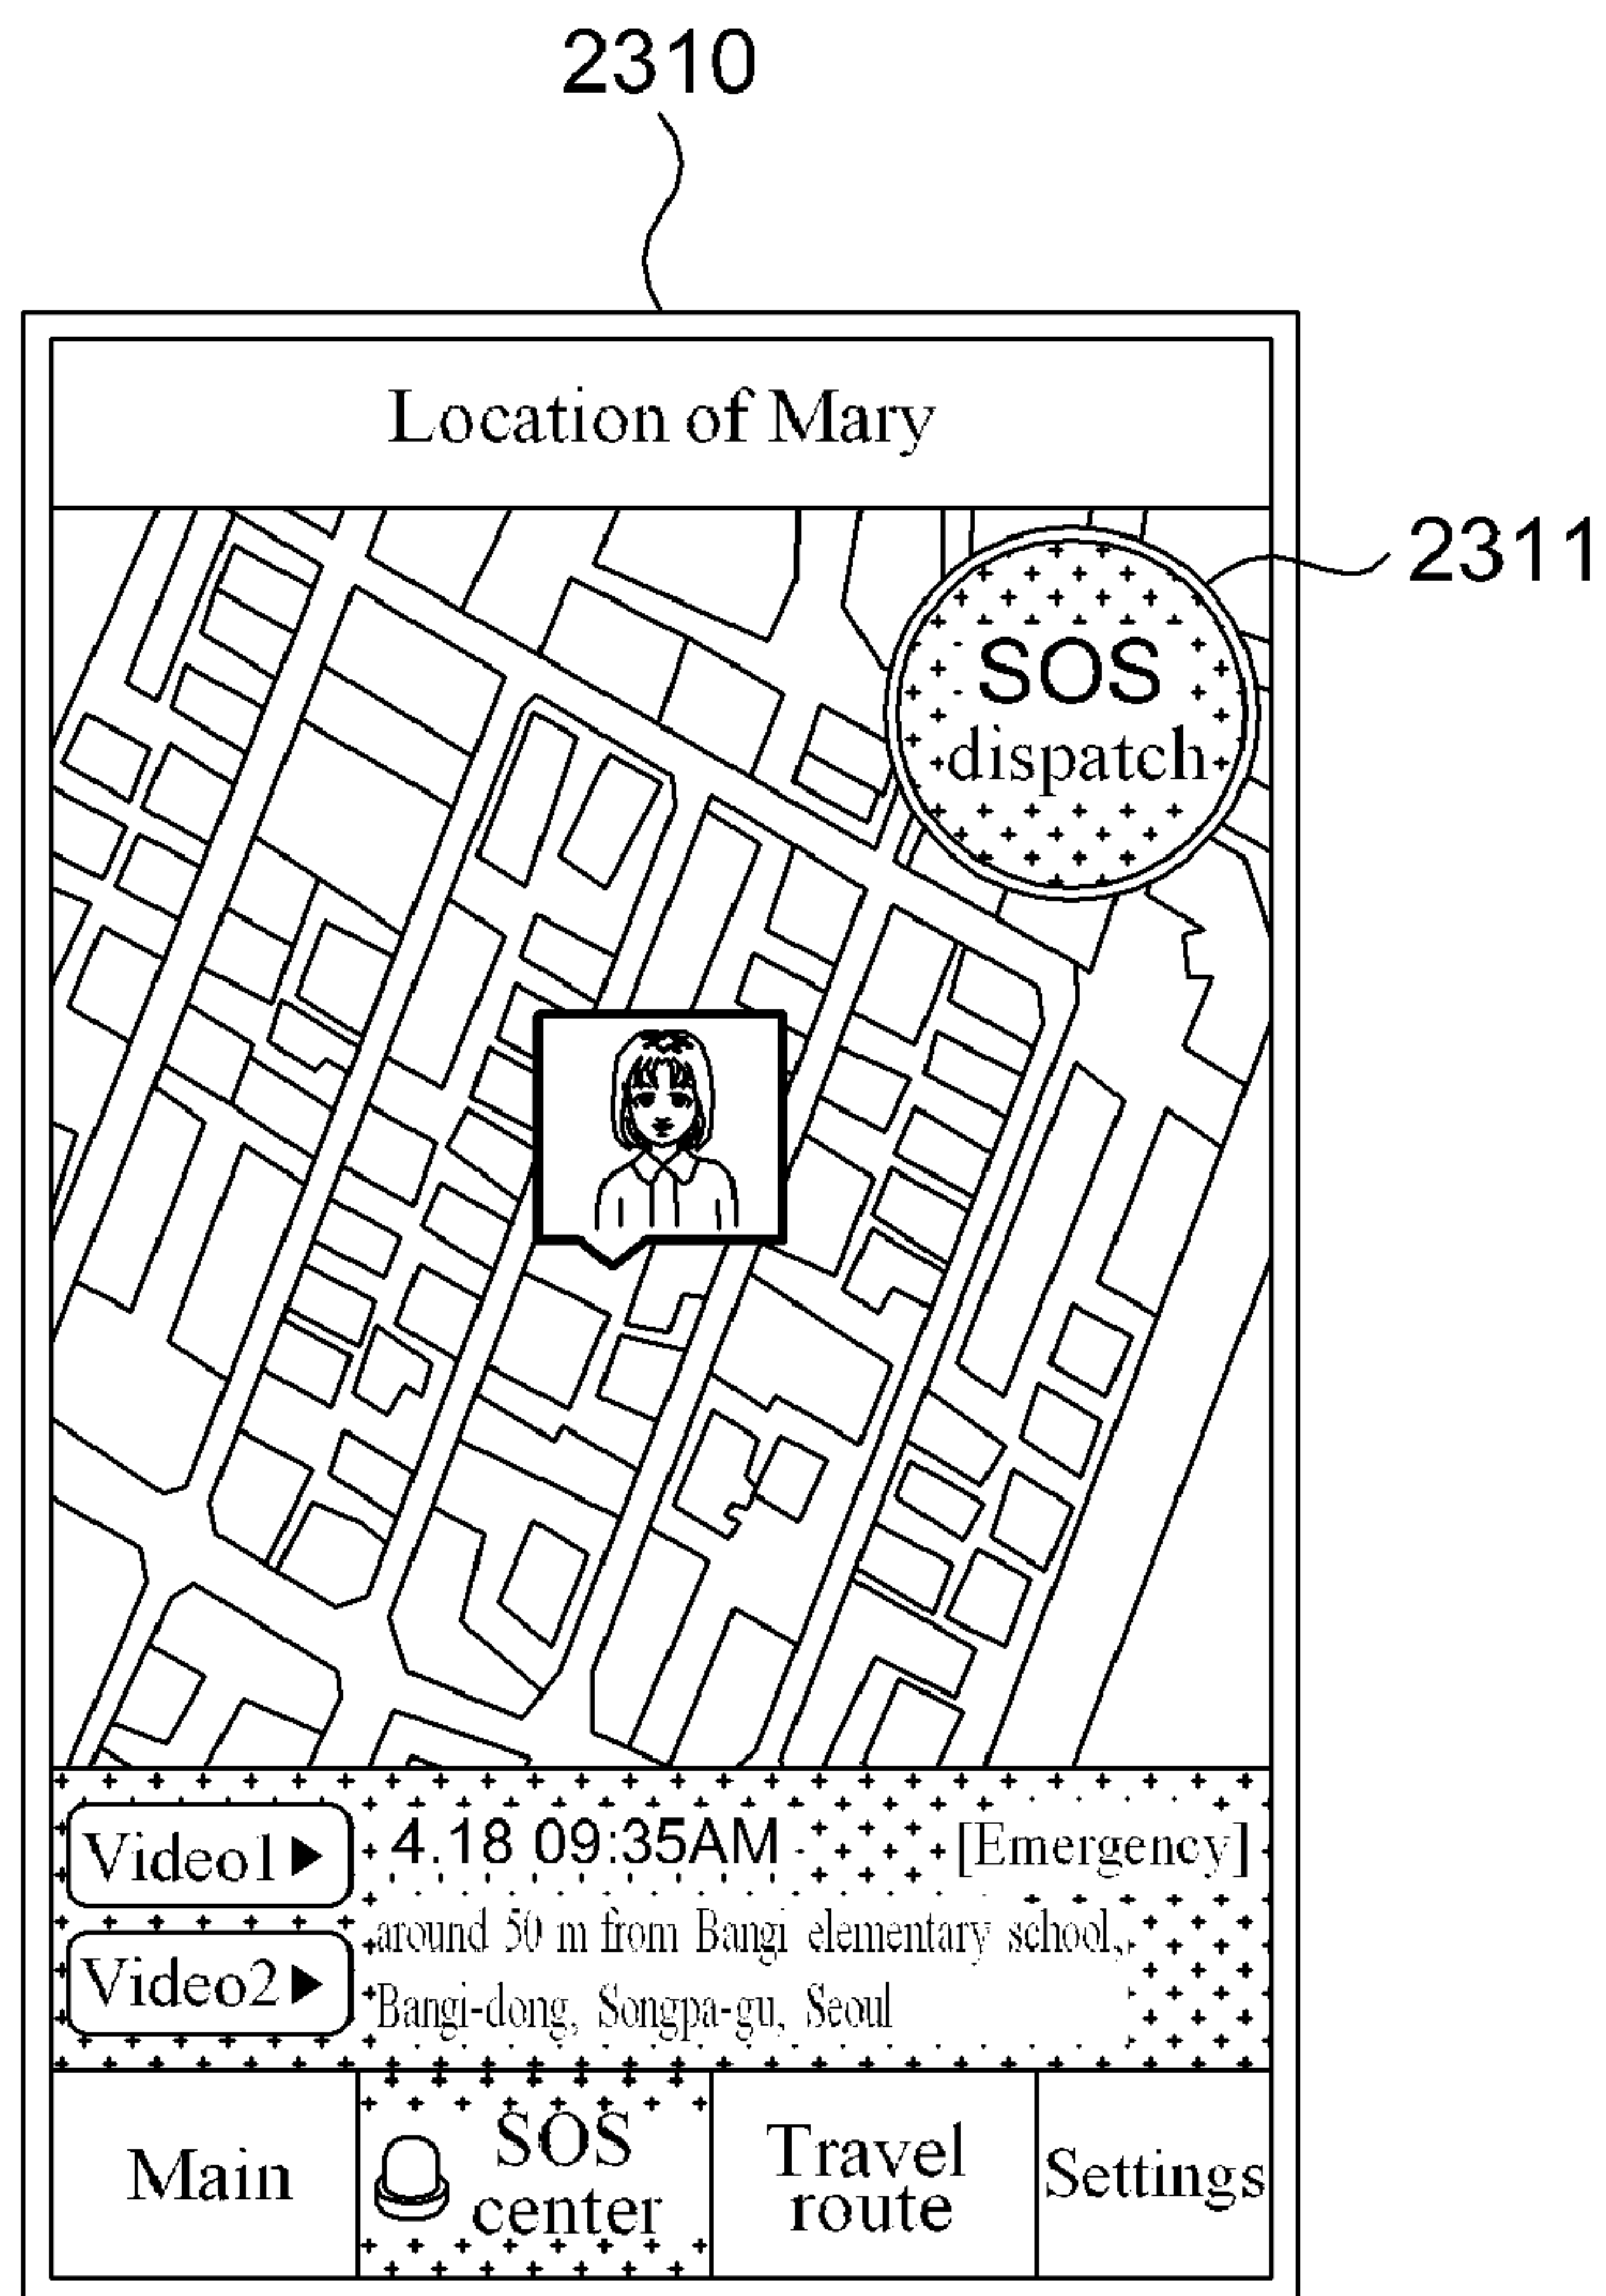 2310
Location of Mary
2311
SOS
dispatch
Video1
4.18 09:35AM
[Emergency]
around 50 m from Bangi elementary school,
Video2
Bangi-dong, Songpa-gu, Seoul
Main
SOS
center
Travel
route
Settings